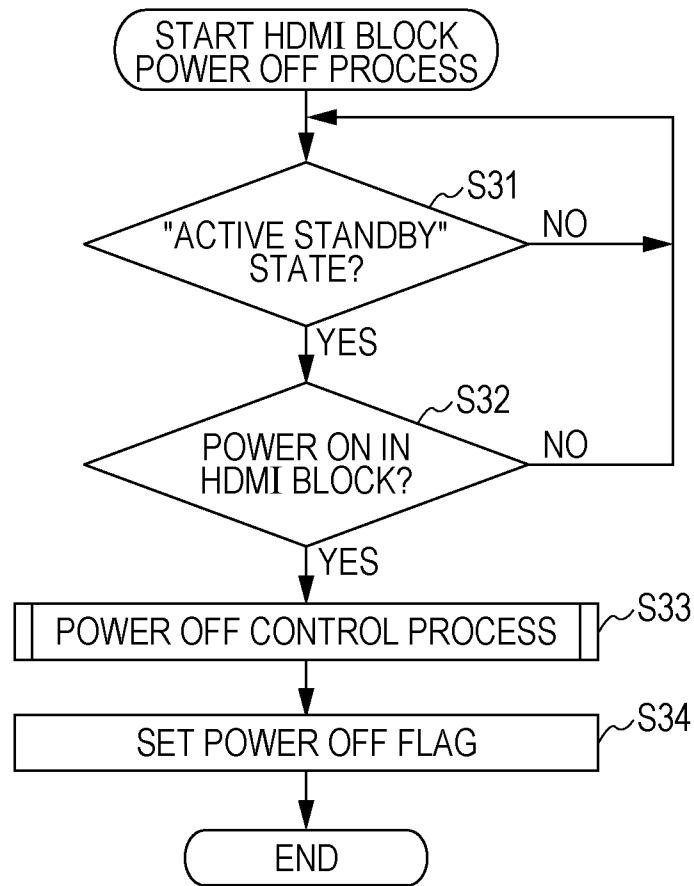 START HDMI BLOCK
POWER OFF PROCESS
S31
"ACTIVE STANDBY"
STATE?
NO
YES
S32
POWER ON IN
HDMI BLOCK?
NO
YES
S33
POWER OFF CONTROL PROCESS
S34
SET POWER OFF FLAG
END